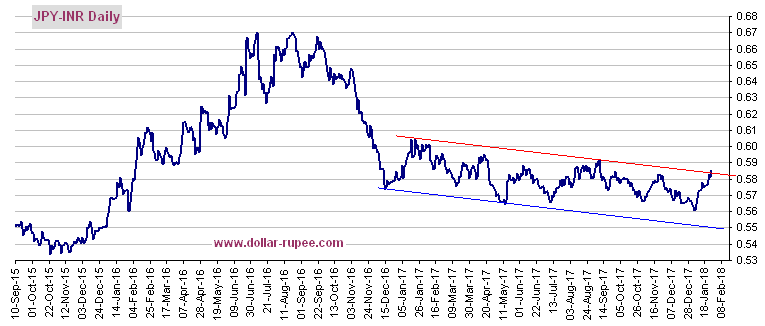 JPY-INR Daily
0.68
0.67
0.66
0.65
0.64
0.63
0.62
0.61
0.60
0.59
0.58
0.57
0.56
0.55
0.54
0.53
www.dollar-rupee.com
10-Sep-15
01-Oct-15
22-Oct-15
12-Nov-15
03-Dec-15
24-Dec-15
14-Jan-16
04-Feb-16
25-Feb-16
17-Mar-16
07-Apr-16
28-Apr-16
19-May-16
09-Jun-16
30-Jun-16
21-Jul-16
11-Aug-16
01-Sep-16
22-Sep-16
13-Oct-16
03-Nov-16
24-Nov-16
15-Dec-16
05-Jan-17
26-Jan-17
16-Feb-17
09-Mar-17
30-Mar-17
20-Apr-17
11-May-17
01-Jun-17
22-Jun-17
13-Jul-17
03-Aug-17
24-Aug-17
14-Sep-17
05-Oct-17
26-Oct-17
16-Nov-17
07-Dec-17
28-Dec-17
18-Jan-18
08-Feb-18